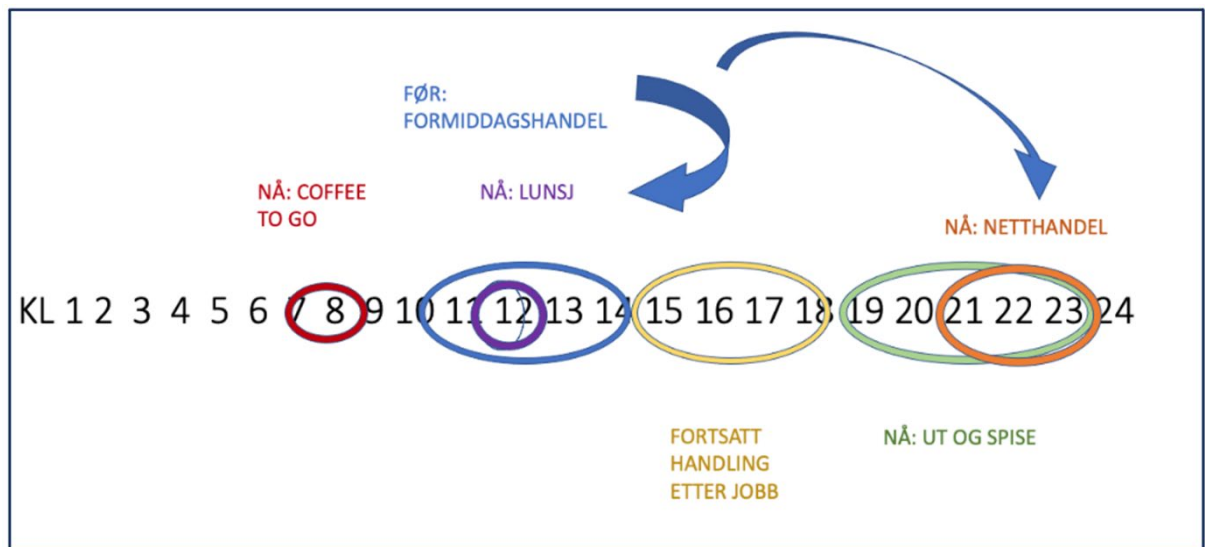 FØR:
FORMIDDAGSHANDEL
NÅ: COFFEE
TO GO
NÅ: LUNSJ
NÅ: NETTHANDEL
KL 1 2 3 4 5 6 7 8 9 10 11 12 13 14 15 16 17 18 19 20 21 22 23 24
FORTSATT
HANDLING
ETTER JOBB
NÅ: UT OG SPISE